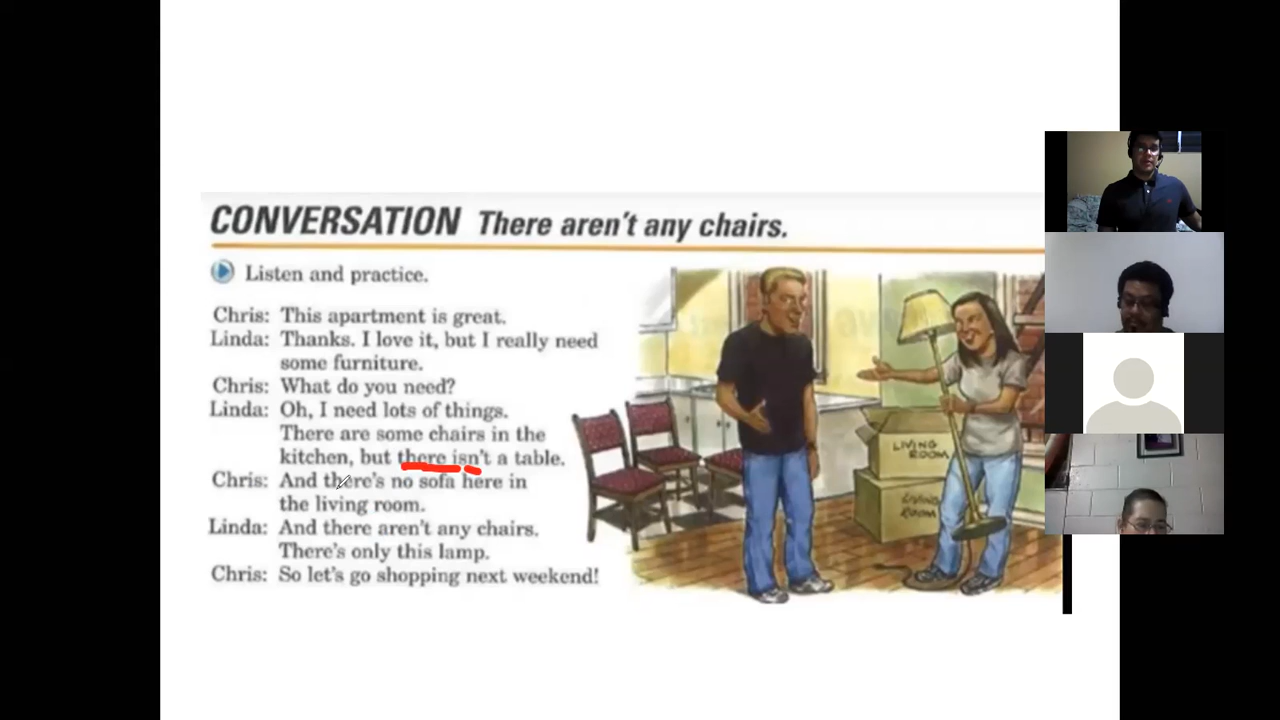 CONVERSATION There aren't any chairs.
Listen and practice.
Chris: This apartment is great.
Linda: Thanks. I love it, but I really need
some furniture.
Chris: What do you need?
Linda: Oh, I need lots of things.
There are some chairs in the
kitchen, but there isn't a table.
Chris: And there's no sofa here in
the living room.
Linda: And there aren't any chairs.
There's only this lamp.
Chris: So let's go shopping next weekend!
LIVING
ROOM
LIVING
ROOM